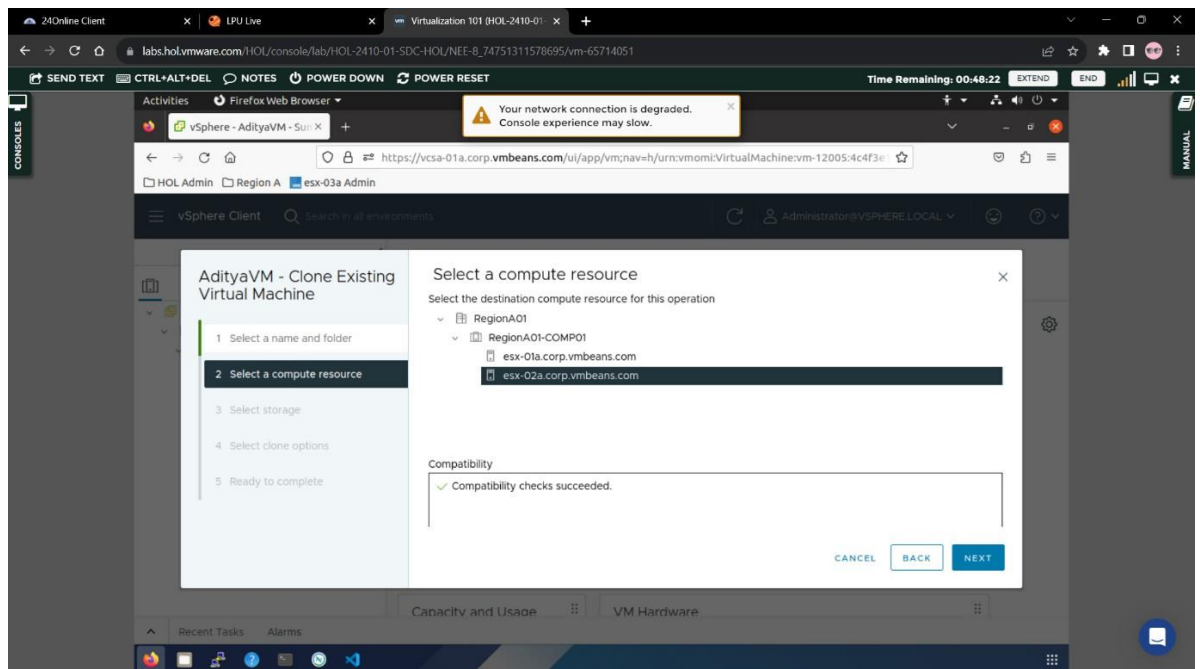 24Online Client
LPU Live
vm Virtualization 101 (HOL-2410-01-
labs.hol.vmware.com/HOL/console/lab/HOL-2410-01-SDC-HOL/NEE-8_74751311578695/vm-65714051
SEND TEXT CTRL+ALT+DEL NOTES POWER DOWN POWER RESET Time Remaining: 00:48:22 EXTEND END
CONSOLES
MANUAL
Activities Firefox Web Browser
Your network connection is degraded.
Console experience may slow.
vSphere - AdityaVM - Sum
https://vcsa-01a.corp.vmbeans.com/ui/app/vm;nav=h/urn:vmomi:VirtualMachine:vm-12005:4c4f3e
HOL Admin Region A esx-03a Admin
vSphere Client Search in all environments Administrator@VSPHERE.LOCAL
AdityaVM - Clone Existing
Virtual Machine
1 Select a name and folder
2 Select a compute resource
3 Select storage
4 Select clone options
5 Ready to complete
Select a compute resource
Select the destination compute resource for this operation
RegionA01
RegionA01-COMP01
esx-01a.corp.vmbeans.com
esx-02a.corp.vmbeans.com
Compatibility
Compatibility checks succeeded.
CANCEL BACK NEXT
Capacity and Usage VM Hardware
Recent Tasks Alarms